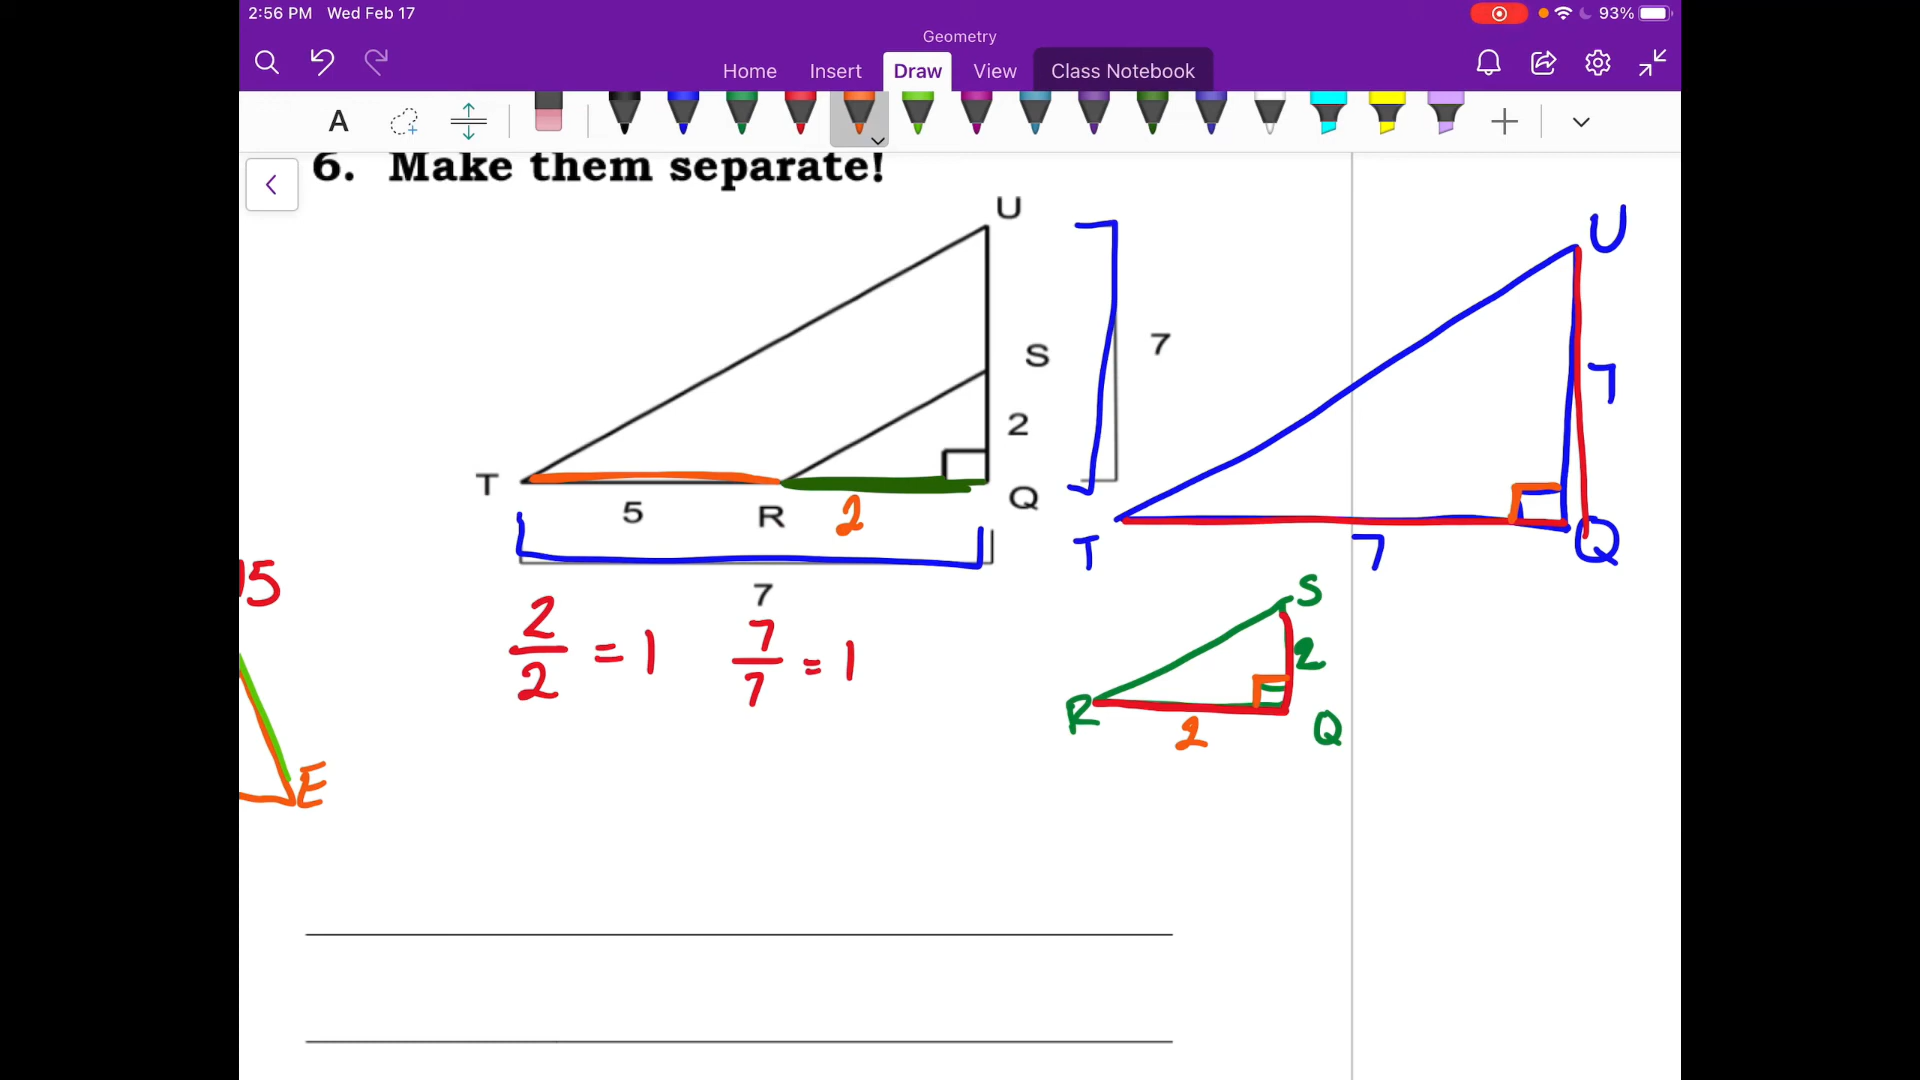 2:56 PM Wed Feb 17
93%
Geometry
Home Insert Draw View Class Notebook
A
6. Make them separate!
U
S
7
2
T
5
R
2
Q
7
U
7
T
7
Q
15
2/2 = 1
7/7 = 1
S
2
R
2
Q
E